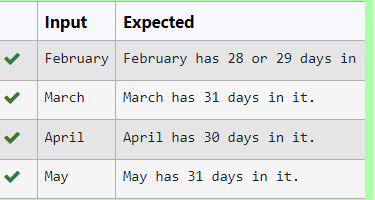 Input Expected
February February has 28 or 29 days in
March March has 31 days in it.
April April has 30 days in it.
May May has 31 days in it.